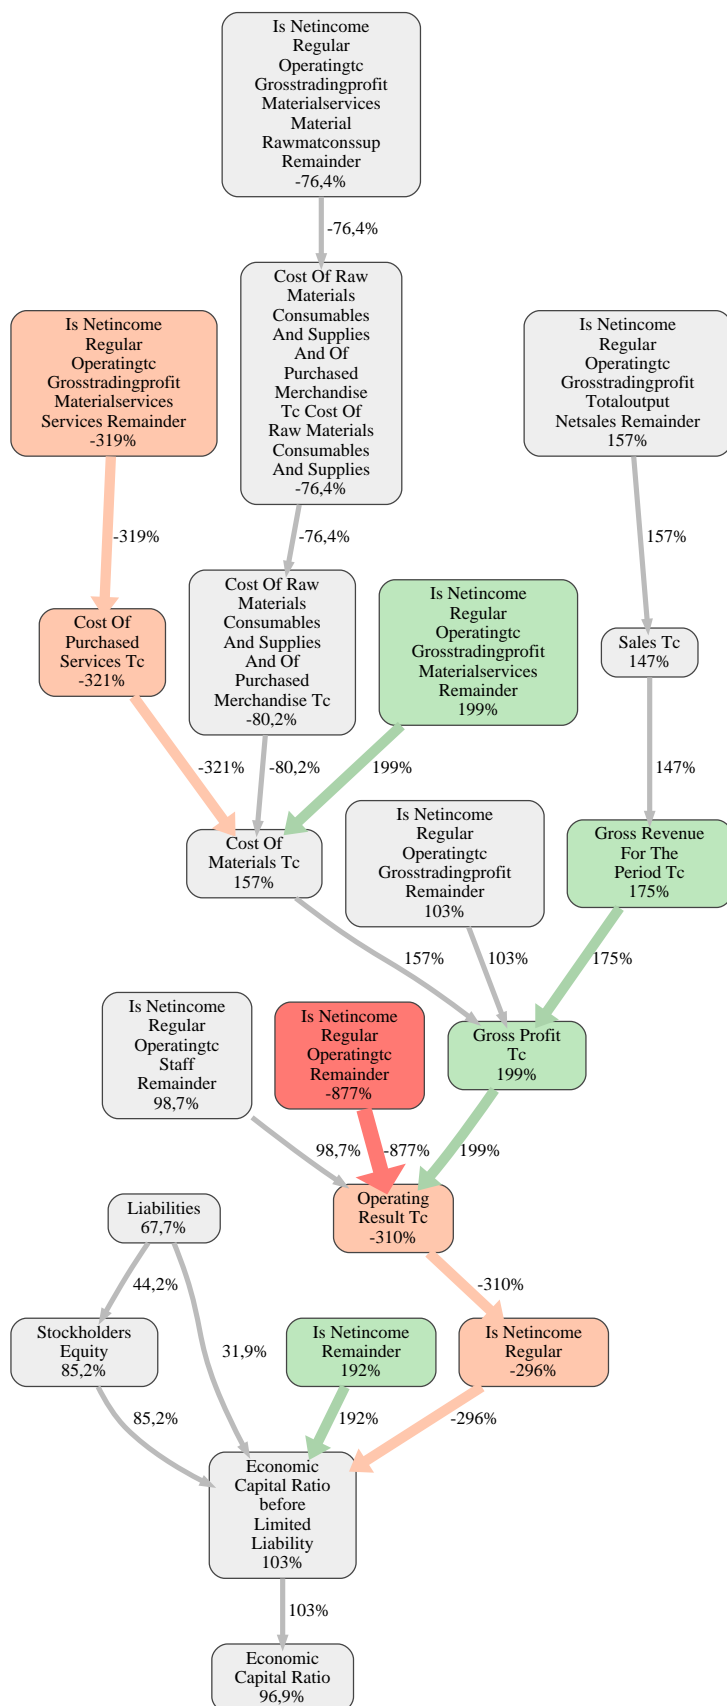 Is Netincome
Regular
Operatingtc
Grosstradingprofit
Materialservices
Material
Rawmatconssup
Remainder
-76,4%
-76,4%
Cost Of Raw
Materials
Consumables
And Supplies
And Of
Purchased
Merchandise
Tc Cost Of
Raw Materials
Consumables
And Supplies
-76,4%
Is Netincome
Regular
Operatingtc
Grosstradingprofit
Materialservices
Services Remainder
-319%
Is Netincome
Regular
Operatingtc
Grosstradingprofit
Totaloutput
Netsales Remainder
157%
-319%
-76,4%
157%
Cost Of
Purchased
Services Tc
-321%
Cost Of Raw
Materials
Consumables
And Supplies
And Of
Purchased
Merchandise Tc
-80,2%
Is Netincome
Regular
Operatingtc
Grosstradingprofit
Materialservices
Remainder
199%
Sales Tc
147%
-321%
-80,2%
199%
147%
Cost Of
Materials Tc
157%
Is Netincome
Regular
Operatingtc
Grosstradingprofit
Remainder
103%
Gross Revenue
For The
Period Tc
175%
157%
103%
175%
Is Netincome
Regular
Operatingtc
Staff
Remainder
98,7%
Is Netincome
Regular
Operatingtc
Remainder
-877%
Gross Profit
Tc
199%
98,7%
-877%
199%
Liabilities
67,7%
Operating
Result Tc
-310%
44,2%
31,9%
-310%
Stockholders
Equity
85,2%
Is Netincome
Remainder
192%
Is Netincome
Regular
-296%
85,2%
192%
-296%
Economic
Capital Ratio
before
Limited
Liability
103%
103%
Economic
Capital Ratio
96,9%